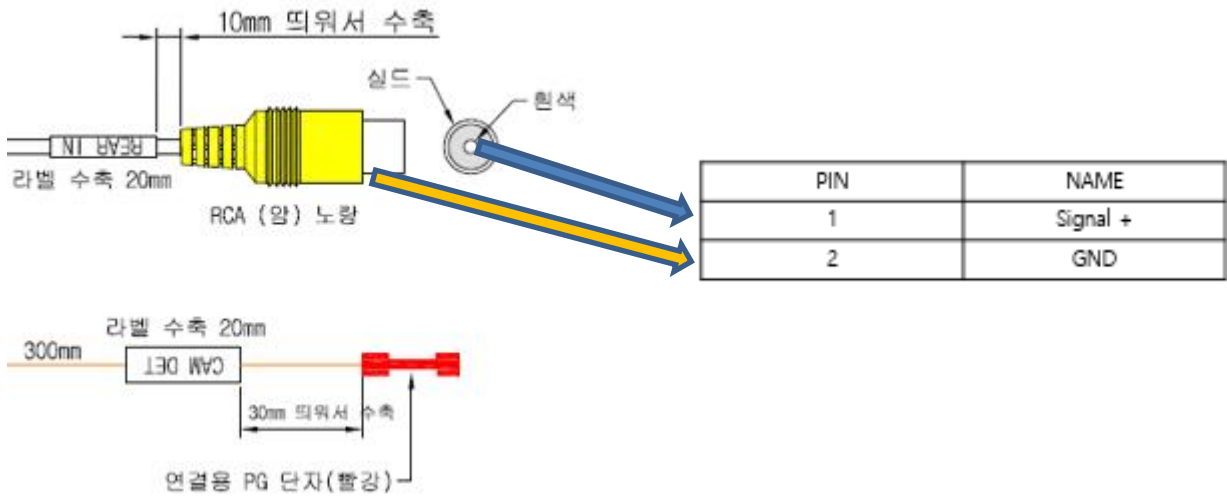 10mm 띄워서 수축
실드
흰색
REAR IN
라벨 수축 20mm
RCA (암) 노랑
PIN NAME
1 Signal +
2 GND
라벨 수축 20mm
300mm
CAM DET
30mm 띄워서 수축
연결용 PG 단자(빨강)